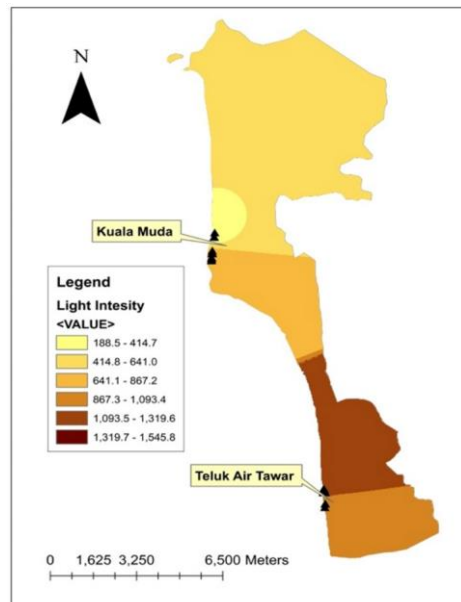 N
Kuala Muda
Legend
Light Intesity
<VALUE>
188.5 - 414.7
414.8 - 641.0
641.1 - 867.2
867.3 - 1,093.4
1,093.5 - 1,319.6
1,319.7 - 1,545.8
Teluk Air Tawar
0 1,625 3,250 6,500 Meters